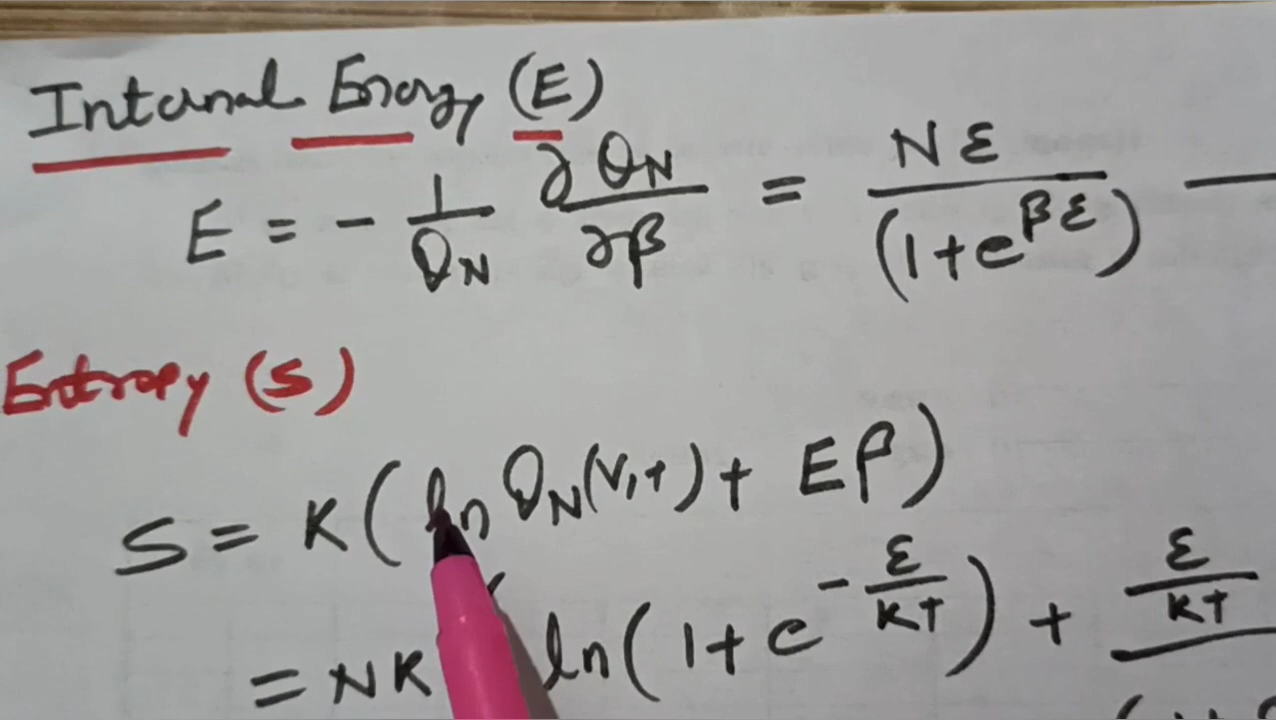 Internal Energy (E)
E = - 1/Q_N ∂Q_N/∂β = Nε/(1+e^{βε}) —
Entropy (S)
S = K (ln Q_N(V,T) + Eβ)
= NK ln(1+e^{-ε/KT}) + ε/KT